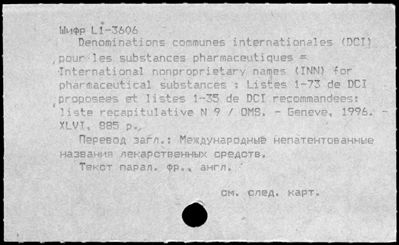 Шифр L1-3606
Denominations communes internationales (DCI)
pour les substances pharmaceutiques =
International nonproprietary names (INN) for
pharmaceutical substances : Listes 1-73 de DCI
proposees et listes 1-35 de DCI recommandees:
liste recapitulative N 9 / OMS. - Geneve, 1996. -
XLVI, 885 p.
Перевод загл.: Международные непатентованные
названия лекарственных средств.
Текст парал. фр., англ.
см. след. карт.